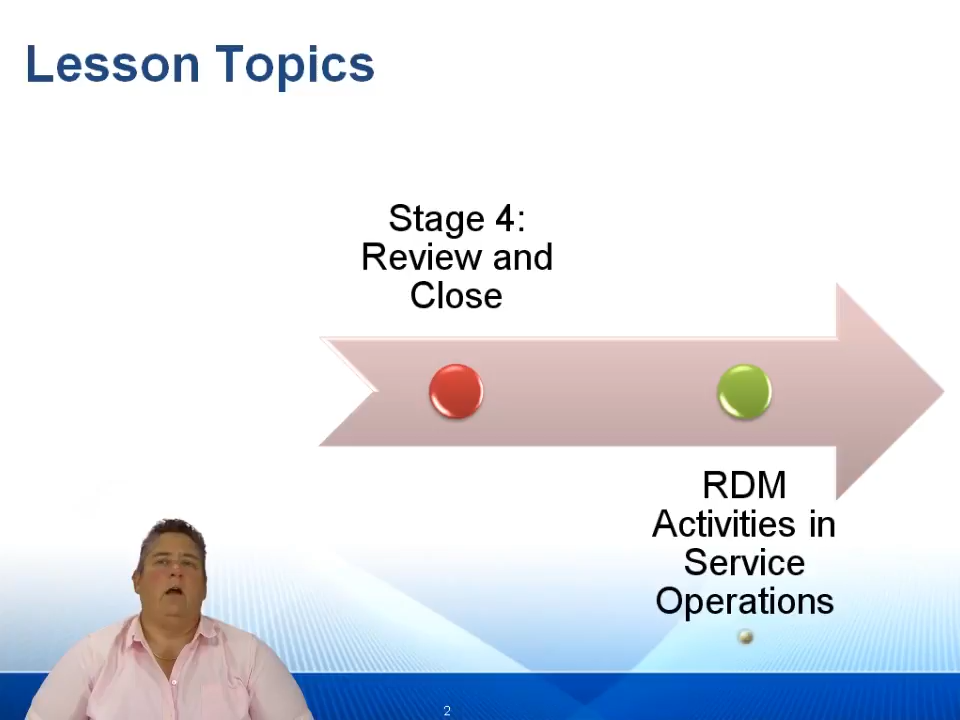 Lesson Topics
Stage 4:
Review and
Close
RDM
Activities in
Service
Operations
2